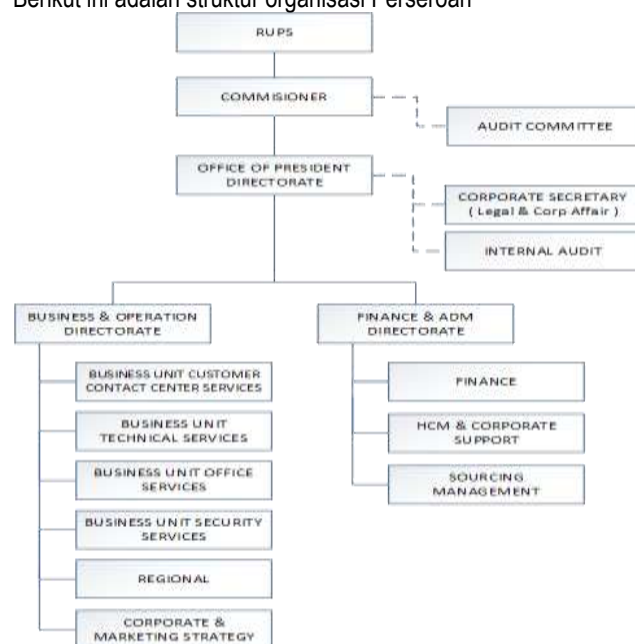 Berikut ini adalah struktur organisasi Perseroan
RUPS
COMMISIONER
AUDIT COMMITTEE
OFFICE OF PRESIDENT
DIRECTORATE
CORPORATE SECRETARY
( Legal & Corp Affair )
INTERNAL AUDIT
BUSINESS & OPERATION
DIRECTORATE
FINANCE & ADM
DIRECTORATE
BUSINESS UNIT CUSTOMER
CONTACT CENTER SERVICES
FINANCE
BUSINESS UNIT
TECHNICAL SERVICES
HCM & CORPORATE
SUPPORT
BUSINESS UNIT OFFICE
SERVICES
SOURCING
MANAGEMENT
BUSINESS UNIT SECURITY
SERVICES
REGIONAL
CORPORATE &
MARKETING STRATEGY